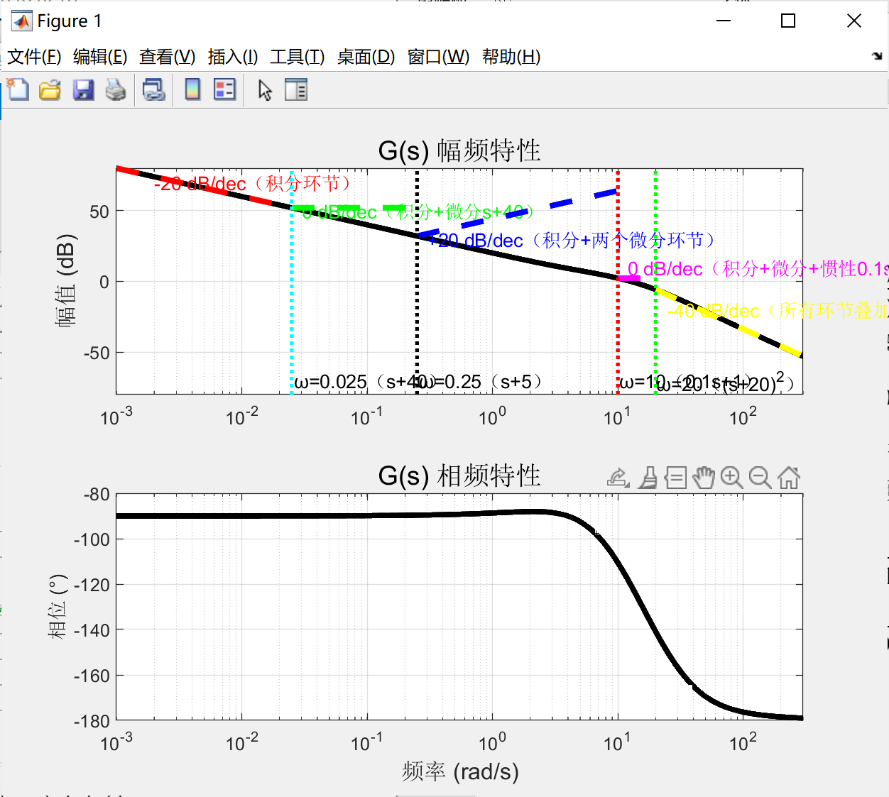 Figure 1
文件(F) 编辑(E) 查看(V) 插入(I) 工具(T) 桌面(D) 窗口(W) 帮助(H)
G(s) 幅频特性
幅值 (dB)
50
0
-50
-20 dB/dec（积分环节）
0 dB/dec（积分+微分s+40）
+20 dB/dec（积分+两个微分环节）
0 dB/dec（积分+微分+惯性0.1s
-40 dB/dec（所有环节叠加
ω=0.025（s+40）
ω=0.25（s+5）
ω=10（0.1s+1）
ω=20（(s+20)²）
10⁻³ 10⁻² 10⁻¹ 10⁰ 10¹ 10²
G(s) 相频特性
相位 (°)
-80
-100
-120
-140
-160
-180
10⁻³ 10⁻² 10⁻¹ 10⁰ 10¹ 10²
频率 (rad/s)